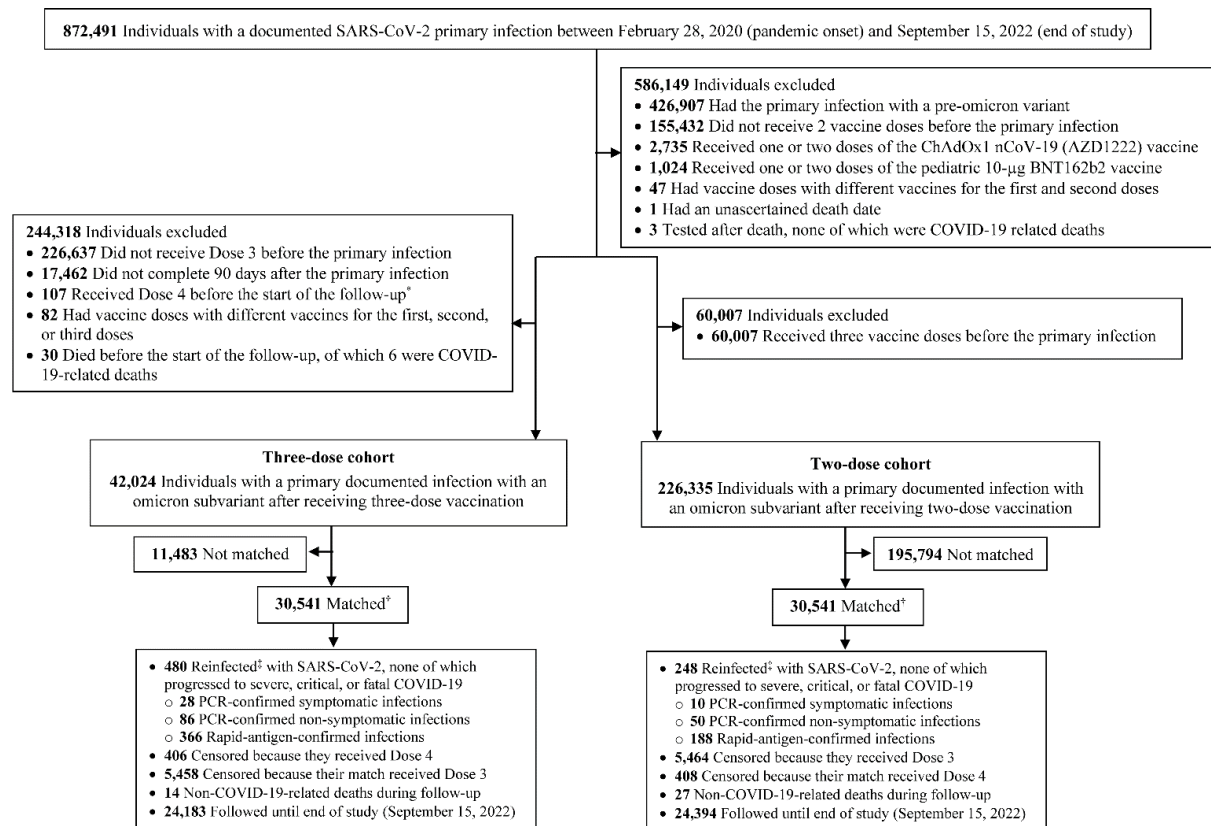 872,491 Individuals with a documented SARS-CoV-2 primary infection between February 28, 2020 (pandemic onset) and September 15, 2022 (end of study)
586,149 Individuals excluded
• 426,907 Had the primary infection with a pre-omicron variant
• 155,432 Did not receive 2 vaccine doses before the primary infection
• 2,735 Received one or two doses of the ChAdOx1 nCoV-19 (AZD1222) vaccine
• 1,024 Received one or two doses of the pediatric 10-μg BNT162b2 vaccine
• 47 Had vaccine doses with different vaccines for the first and second doses
• 1 Had an unascertained death date
• 3 Tested after death, none of which were COVID-19 related deaths
244,318 Individuals excluded
• 226,637 Did not receive Dose 3 before the primary infection
• 17,462 Did not complete 90 days after the primary infection
• 107 Received Dose 4 before the start of the follow-up*
• 82 Had vaccine doses with different vaccines for the first, second,
or third doses
• 30 Died before the start of the follow-up, of which 6 were COVID-
19-related deaths
60,007 Individuals excluded
• 60,007 Received three vaccine doses before the primary infection
Three-dose cohort
42,024 Individuals with a primary documented infection with an
omicron subvariant after receiving three-dose vaccination
Two-dose cohort
226,335 Individuals with a primary documented infection with
an omicron subvariant after receiving two-dose vaccination
11,483 Not matched
195,794 Not matched
30,541 Matched†
30,541 Matched†
• 480 Reinfected‡ with SARS-CoV-2, none of which
progressed to severe, critical, or fatal COVID-19
○ 28 PCR-confirmed symptomatic infections
○ 86 PCR-confirmed non-symptomatic infections
○ 366 Rapid-antigen-confirmed infections
• 406 Censored because they received Dose 4
• 5,458 Censored because their match received Dose 3
• 14 Non-COVID-19-related deaths during follow-up
• 24,183 Followed until end of study (September 15, 2022)
• 248 Reinfected‡ with SARS-CoV-2, none of which
progressed to severe, critical, or fatal COVID-19
○ 10 PCR-confirmed symptomatic infections
○ 50 PCR-confirmed non-symptomatic infections
○ 188 Rapid-antigen-confirmed infections
• 5,464 Censored because they received Dose 3
• 408 Censored because their match received Dose 4
• 27 Non-COVID-19-related deaths during follow-up
• 24,394 Followed until end of study (September 15, 2022)